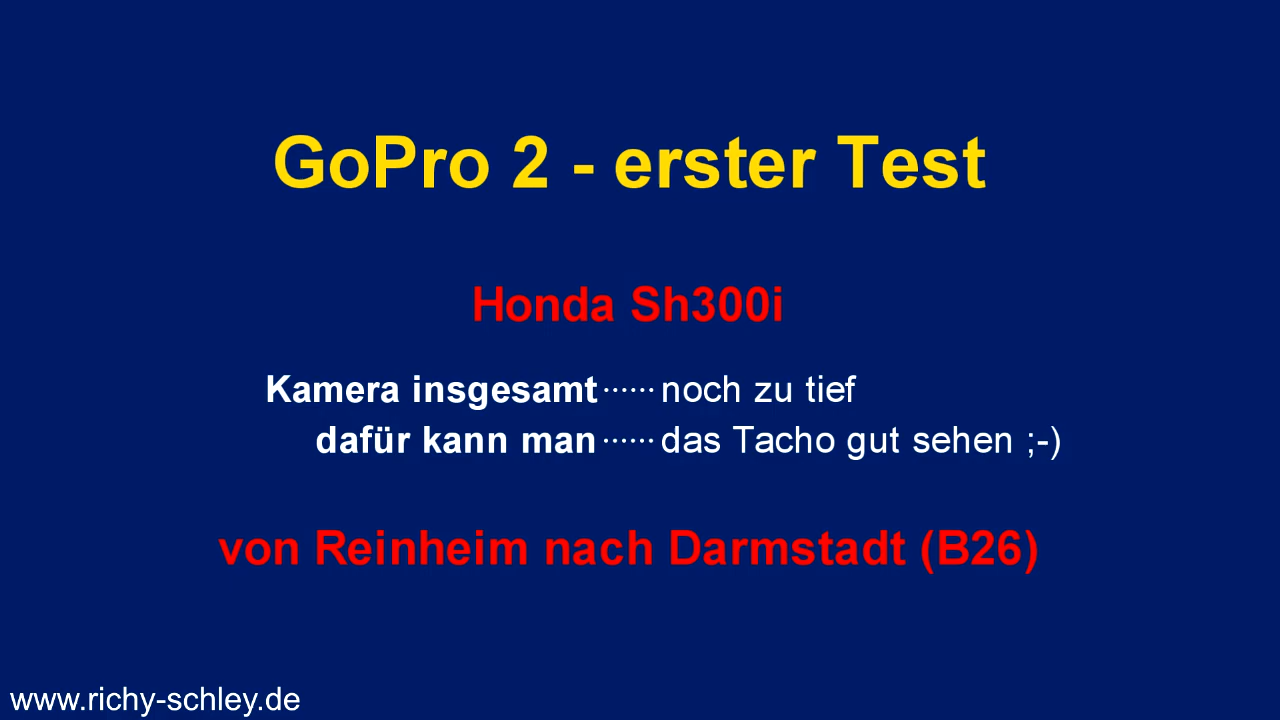 GoPro 2 - erster Test
Honda Sh300i
Kamera insgesamt ······ noch zu tief
dafür kann man ······ das Tacho gut sehen ;-)
von Reinheim nach Darmstadt (B26)
www.richy-schley.de